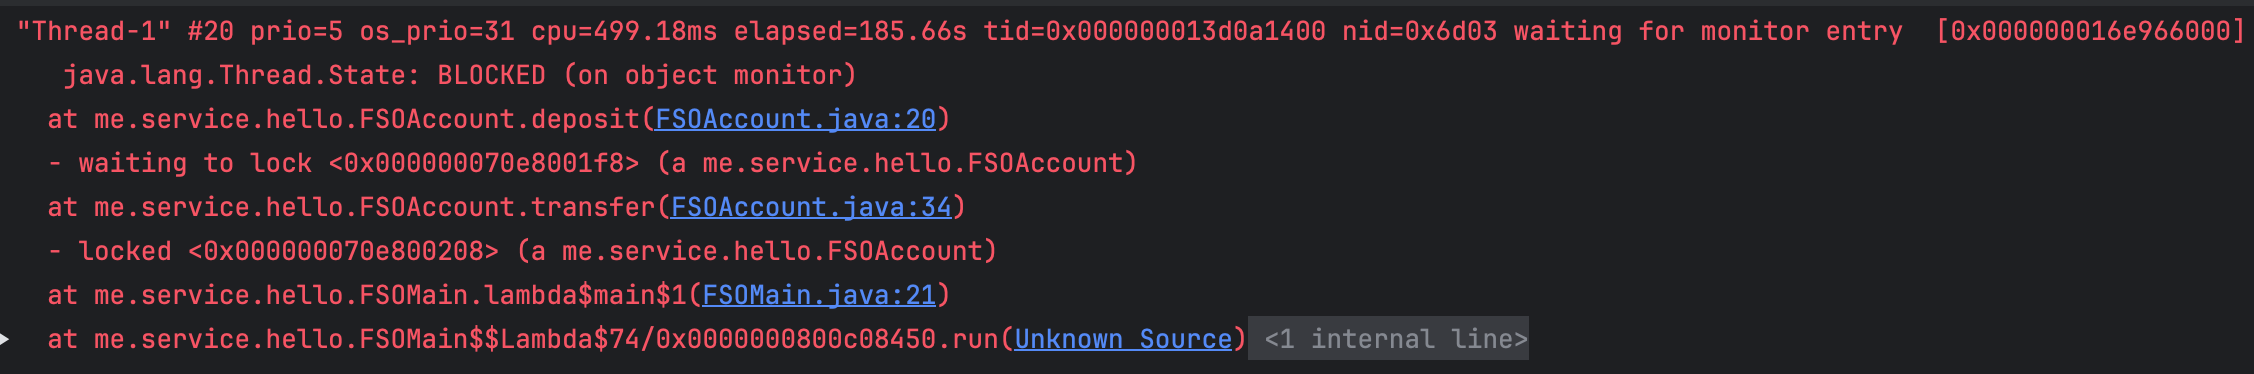 "Thread-1" #20 prio=5 os_prio=31 cpu=499.18ms elapsed=185.66s tid=0x000000013d0a1400 nid=0x6d03 waiting for monitor entry  [0x000000016e966000]
java.lang.Thread.State: BLOCKED (on object monitor)
at me.service.hello.FSOAccount.deposit(FSOAccount.java:20)
- waiting to lock <0x000000070e8001f8> (a me.service.hello.FSOAccount)
at me.service.hello.FSOAccount.transfer(FSOAccount.java:34)
- locked <0x000000070e800208> (a me.service.hello.FSOAccount)
at me.service.hello.FSOMain.lambda$main$1(FSOMain.java:21)
at me.service.hello.FSOMain$$Lambda$74/0x0000000800c08450.run(Unknown Source) <1 internal line>